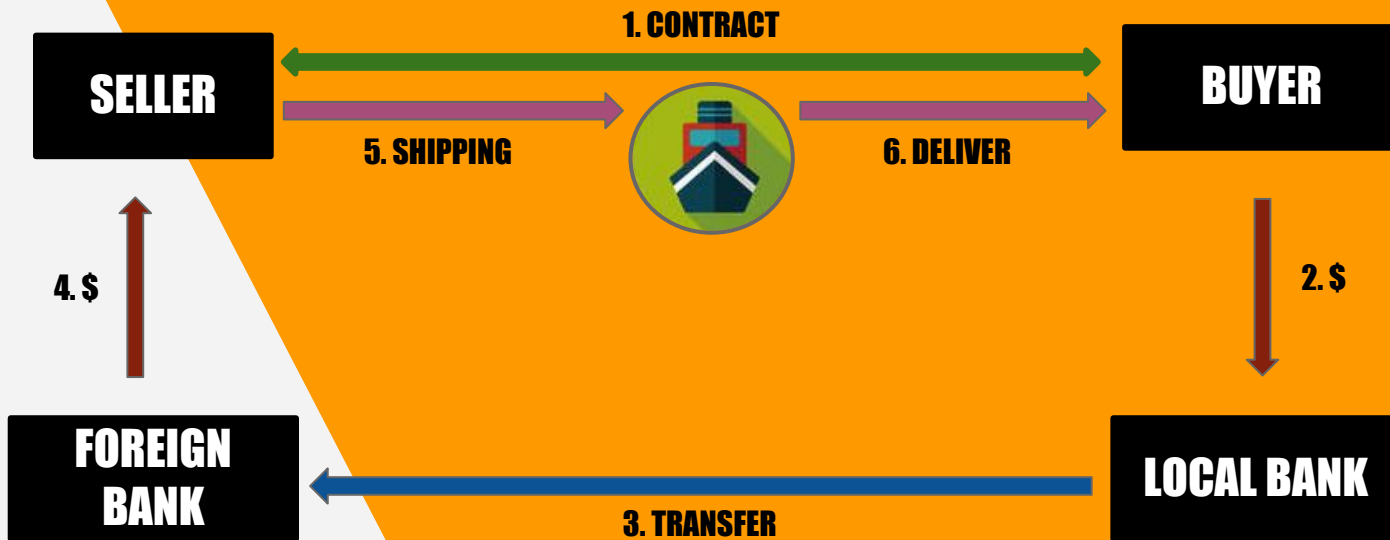 1. CONTRACT
SELLER
BUYER
5. SHIPPING
6. DELIVER
4. $
2. $
FOREIGN
BANK
LOCAL BANK
3. TRANSFER